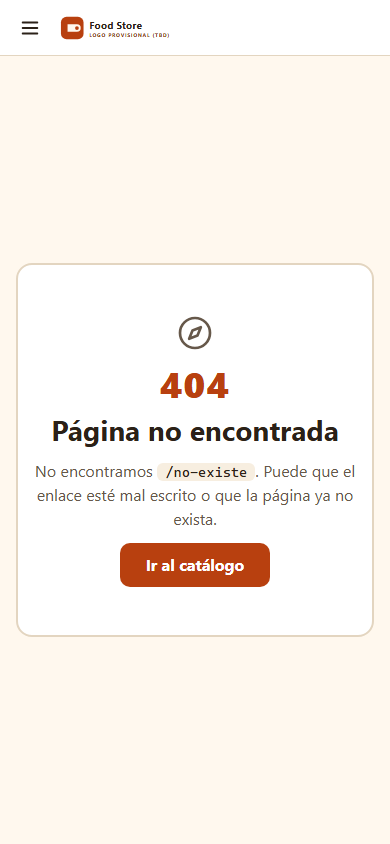 Food Store
LOGO PROVISIONAL (TBD)
404
Página no encontrada
No encontramos /no-existe. Puede que el
enlace esté mal escrito o que la página ya no
exista.
Ir al catálogo